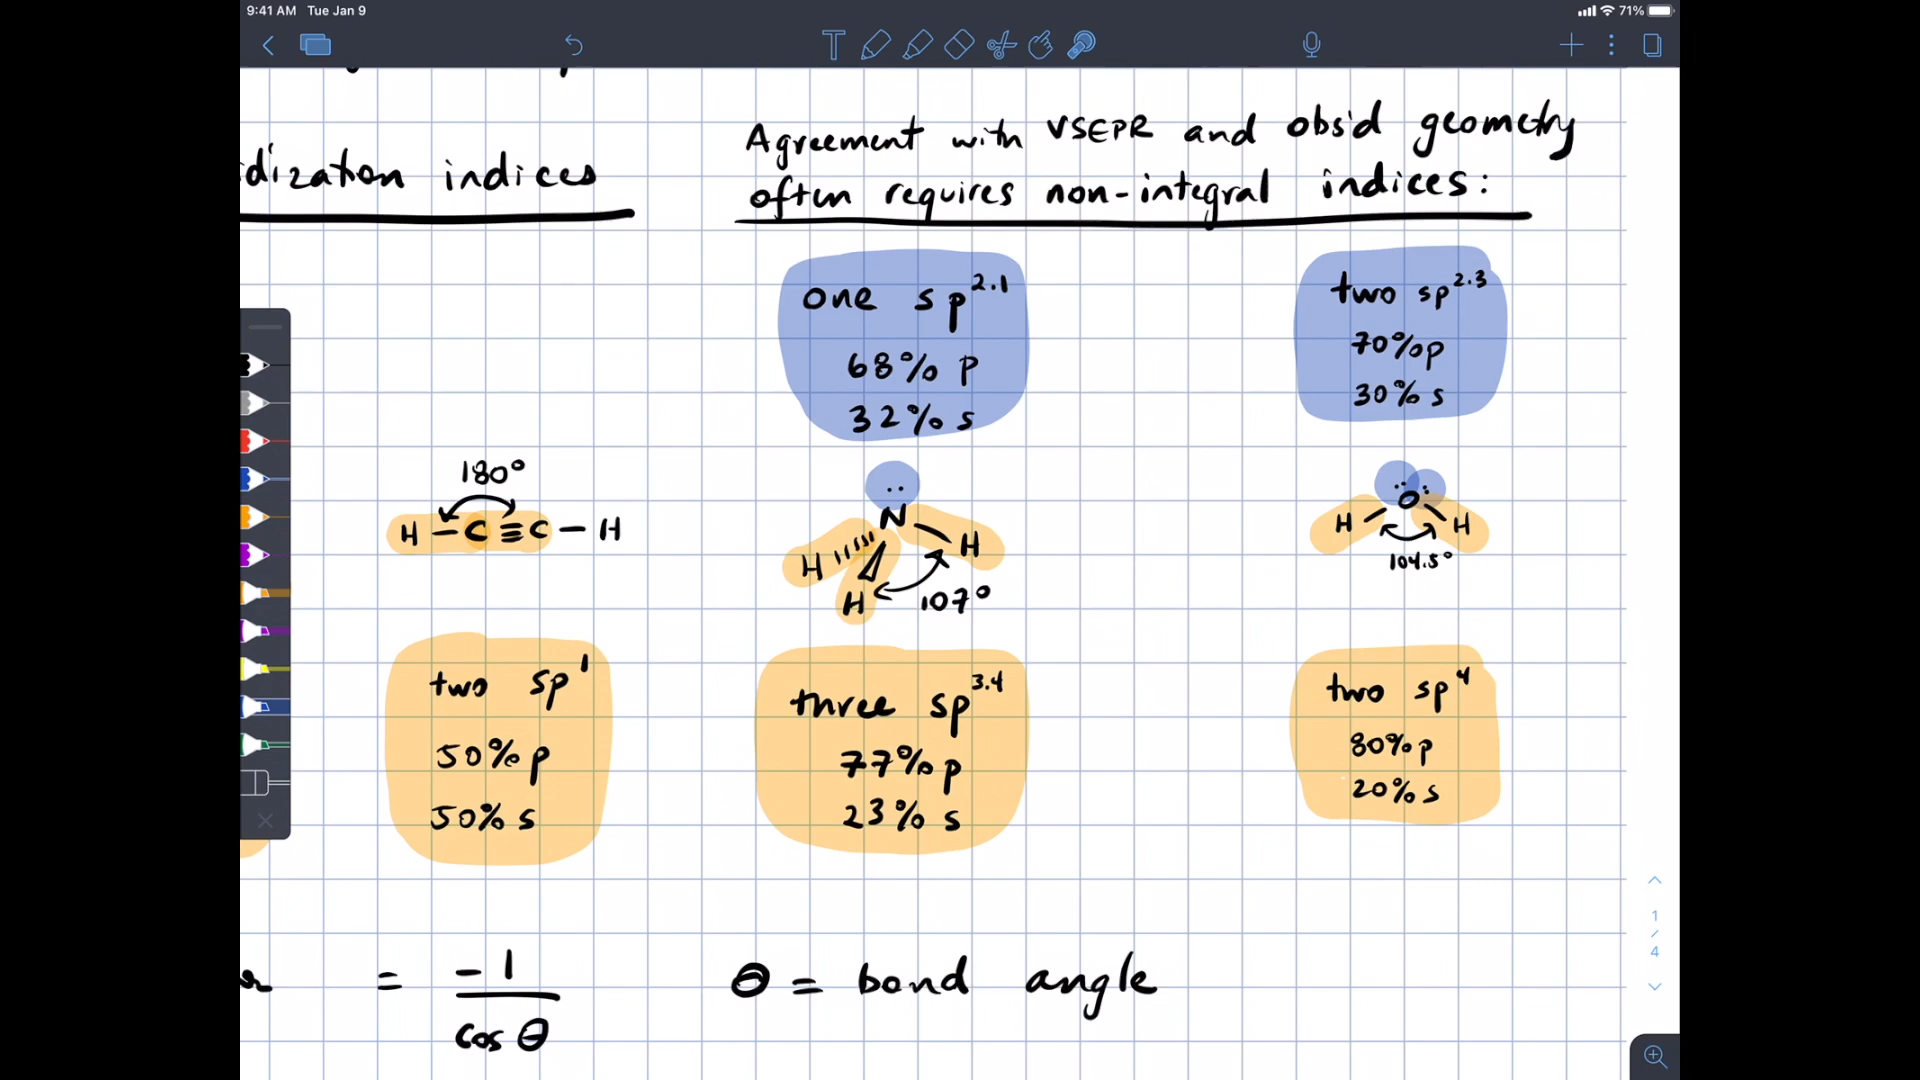 9:41 AM Tue Jan 9
71%
dization indices
Agreement with VSEPR and obs'd geometry
often requires non-integral indices:
one sp2.1
68% p
32% s
two sp2.3
70% p
30% s
180°
H - C ≡ C - H
N
H
H
H
107°
O
H
H
104.5°
two sp1
50% p
50% s
three sp3.4
77% p
23% s
two sp4
80% p
20% s
= -1
cos θ
θ = bond angle
1
/
4